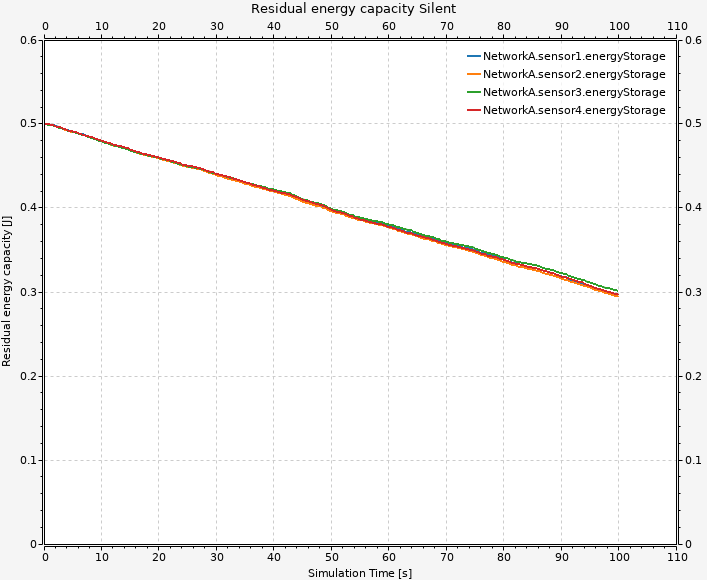 Residual energy capacity Silent
0 10 20 30 40 50 60 70 80 90 100 110
0.6 0.6
NetworkA.sensor1.energyStorage
NetworkA.sensor2.energyStorage
NetworkA.sensor3.energyStorage
NetworkA.sensor4.energyStorage
0.5 0.5
0.4 0.4
Residual energy capacity [J]
0.3 0.3
0.2 0.2
0.1 0.1
0 0
0 10 20 30 40 50 60 70 80 90 100 110
Simulation Time [s]